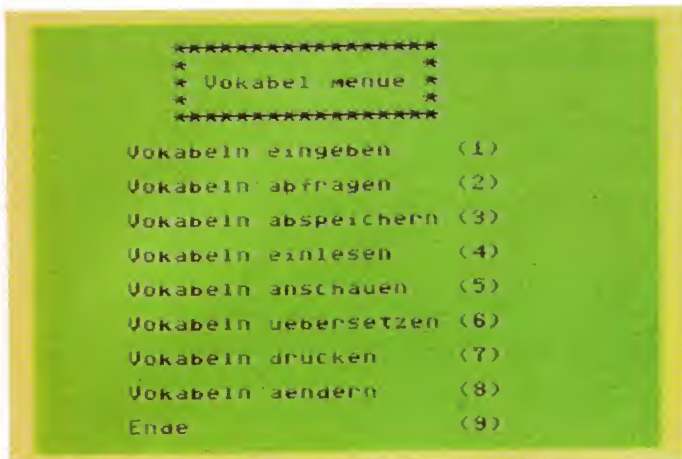 *****************
*               *
* Vokabel menue *
*               *
*****************
Vokabeln eingeben (1)
Vokabeln abfragen (2)
Vokabeln abspeichern (3)
Vokabeln einlesen (4)
Vokabeln anschauen (5)
Vokabeln uebersetzen (6)
Vokabeln drucken (7)
Vokabeln aendern (8)
Ende (9)